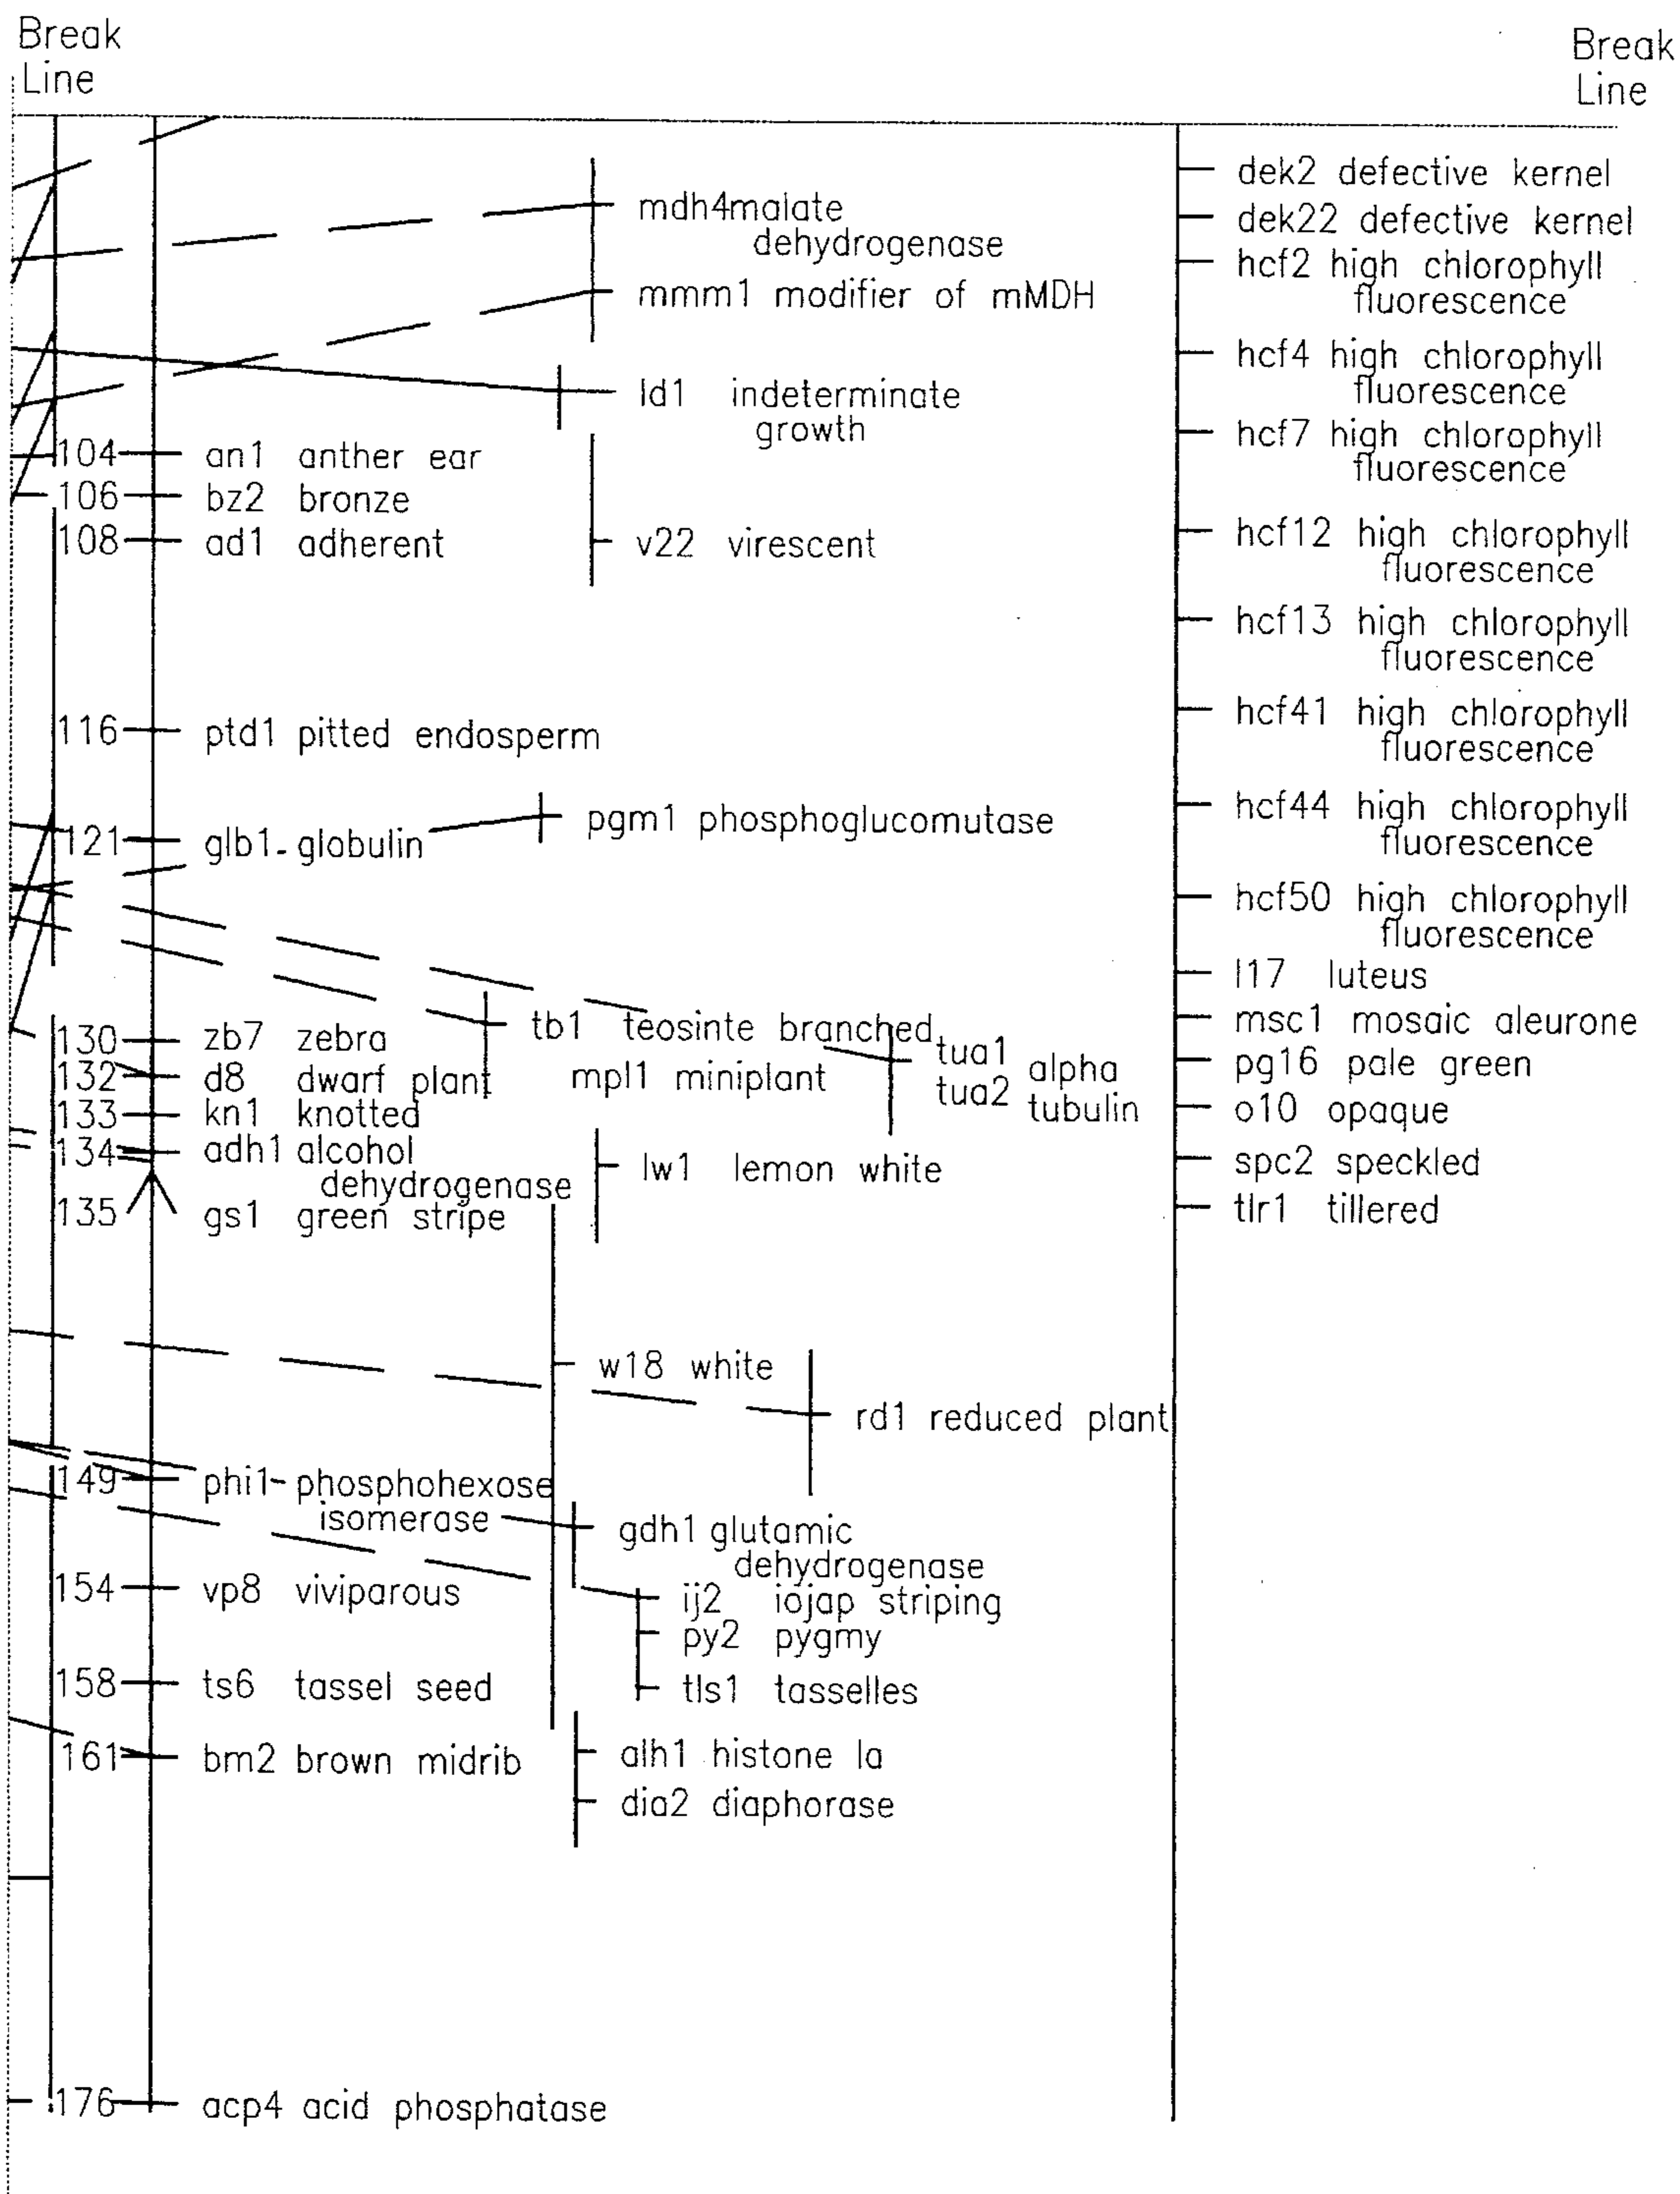 Break
Line
Break
Line
mdh4malate
dehydrogenase
mmm1 modifier of mMDH
Id1 indeterminate
growth
104 an1 anther ear
106 bz2 bronze
108 ad1 adherent
v22 virescent
116 ptd1 pitted endosperm
121 glb1-globulin
pgm1 phosphoglucomutase
tb1 teosinte branched
130 zb7 zebra
mpl1 miniplant
tua1
tua2
alpha
tubulin
132 d8 dwarf plant
133 kn1 knotted
134 adh1 alcohol
dehydrogenase
lw1 lemon white
135 gs1 green stripe
w18 white
rd1 reduced plant
149 phi1-phosphohexose
isomerase
gdh1 glutamic
dehydrogenase
154 vp8 viviparous
ij2 iojap striping
py2 pygmy
158 ts6 tassel seed
tls1 tasselles
161 bm2 brown midrib
alh1 histone Ia
dia2 diaphorase
176 acp4 acid phosphatase
dek2 defective kernel
dek22 defective kernel
hcf2 high chlorophyll
fluorescence
hcf4 high chlorophyll
fluorescence
hcf7 high chlorophyll
fluorescence
hcf12 high chlorophyll
fluorescence
hcf13 high chlorophyll
fluorescence
hcf41 high chlorophyll
fluorescence
hcf44 high chlorophyll
fluorescence
hcf50 high chlorophyll
fluorescence
l17 luteus
msc1 mosaic aleurone
pg16 pale green
o10 opaque
spc2 speckled
tlr1 tillered